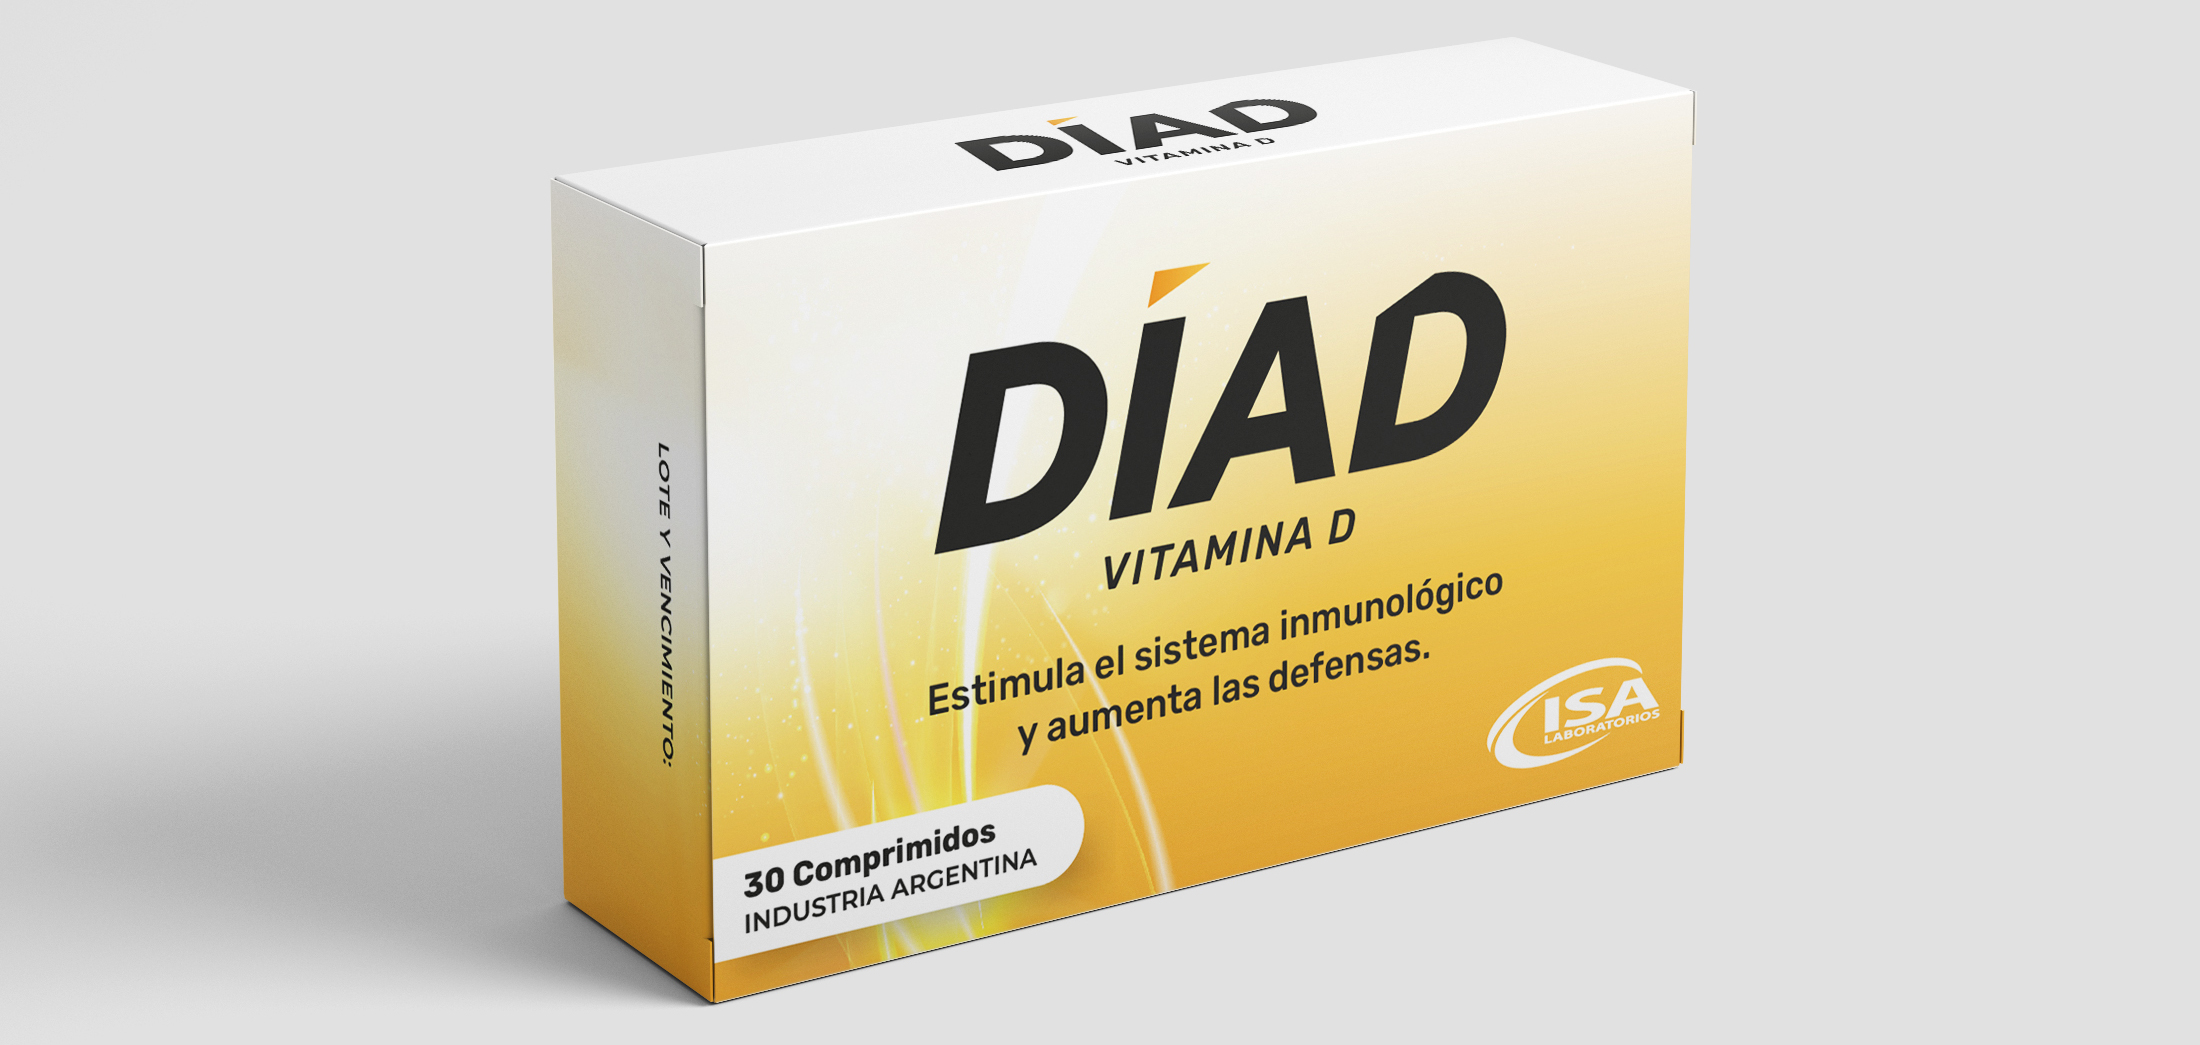 DÍAD
VITAMINA D
DÍAD
VITAMINA D
Estimula el sistema inmunológico
y aumenta las defensas.
ISA
LABORATORIOS
30 Comprimidos
INDUSTRIA ARGENTINA
LOTE Y VENCIMIENTO: